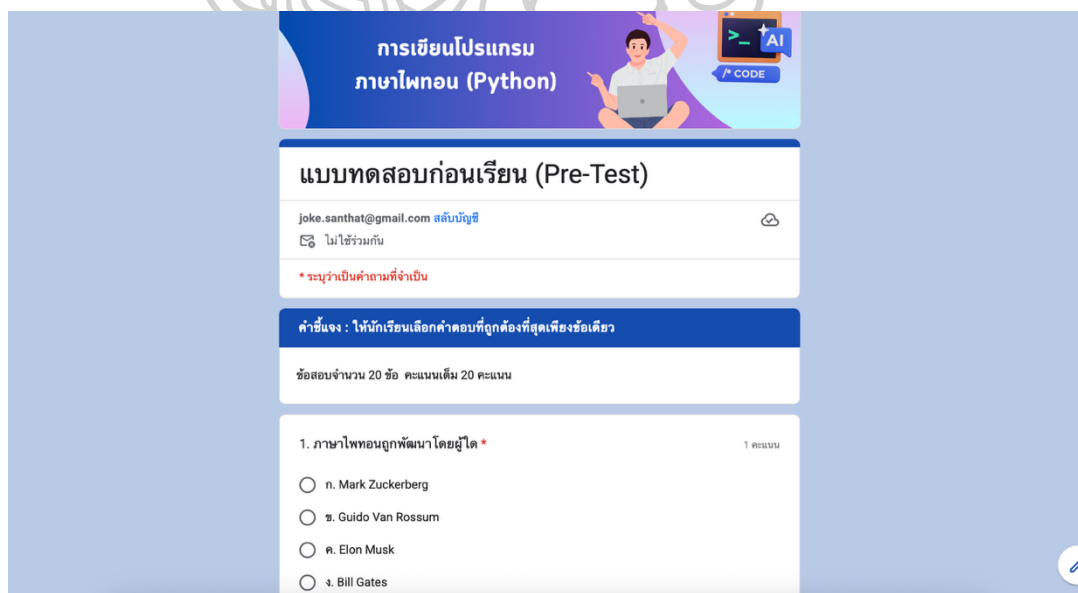 การเขียนโปรแกรม
ภาษาไพทอน (Python)
>_ AI
/* CODE
แบบทดสอบก่อนเรียน (Pre-Test)
joke.santhat@gmail.com สลับบัญชี
ไม่ใช้ร่วมกัน
* ระบุว่าเป็นคำถามที่จำเป็น
คำชี้แจง : ให้นักเรียนเลือกคำตอบที่ถูกต้องที่สุดเพียงข้อเดียว
ข้อสอบจำนวน 20 ข้อ คะแนนเต็ม 20 คะแนน
1. ภาษาไพทอนถูกพัฒนาโดยผู้ใด * 1 คะแนน
ก. Mark Zuckerberg
ข. Guido Van Rossum
ค. Elon Musk
ง. Bill Gates